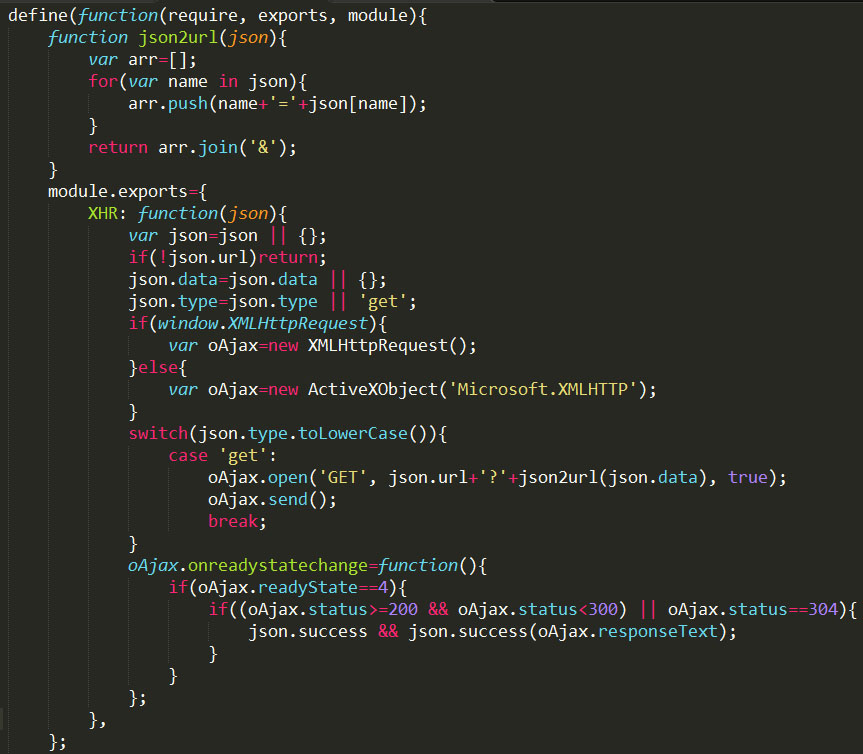 define(function(require, exports, module){
    function json2url(json){
        var arr=[];
        for(var name in json){
            arr.push(name+'='+json[name]);
        }
        return arr.join('&');
    }
    module.exports={
        XHR: function(json){
            var json=json || {};
            if(!json.url)return;
            json.data=json.data || {};
            json.type=json.type || 'get';
            if(window.XMLHttpRequest){
                var oAjax=new XMLHttpRequest();
            }else{
                var oAjax=new ActiveXObject('Microsoft.XMLHTTP');
            }
            switch(json.type.toLowerCase()){
                case 'get':
                    oAjax.open('GET', json.url+'?'+json2url(json.data), true);
                    oAjax.send();
                    break;
            }
            oAjax.onreadystatechange=function(){
                if(oAjax.readyState==4){
                    if((oAjax.status>=200 && oAjax.status<300) || oAjax.status==304){
                        json.success && json.success(oAjax.responseText);
                    }
                }
            };
        },
    };